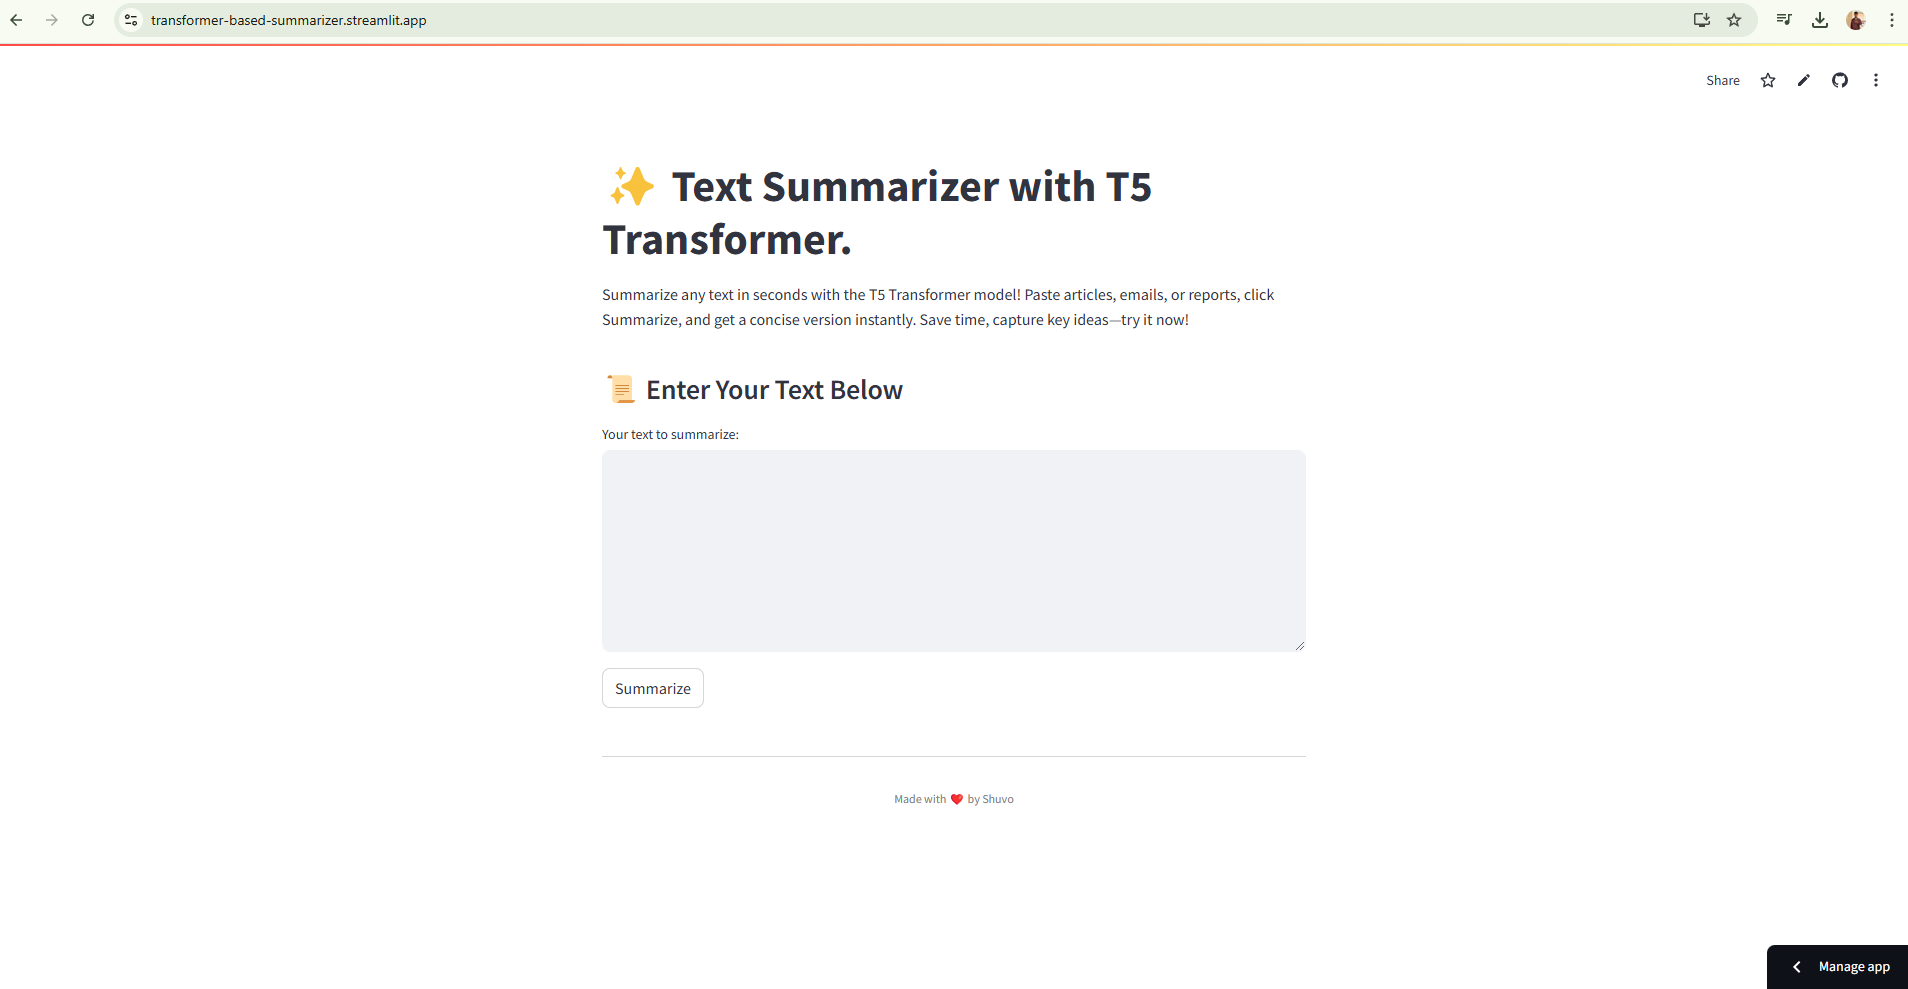 transformer-based-summarizer.streamlit.app
Share
✨ Text Summarizer with T5
Transformer.
Summarize any text in seconds with the T5 Transformer model! Paste articles, emails, or reports, click
Summarize, and get a concise version instantly. Save time, capture key ideas—try it now!
📜 Enter Your Text Below
Your text to summarize:
Summarize
Made with ❤️ by Shuvo
Manage app